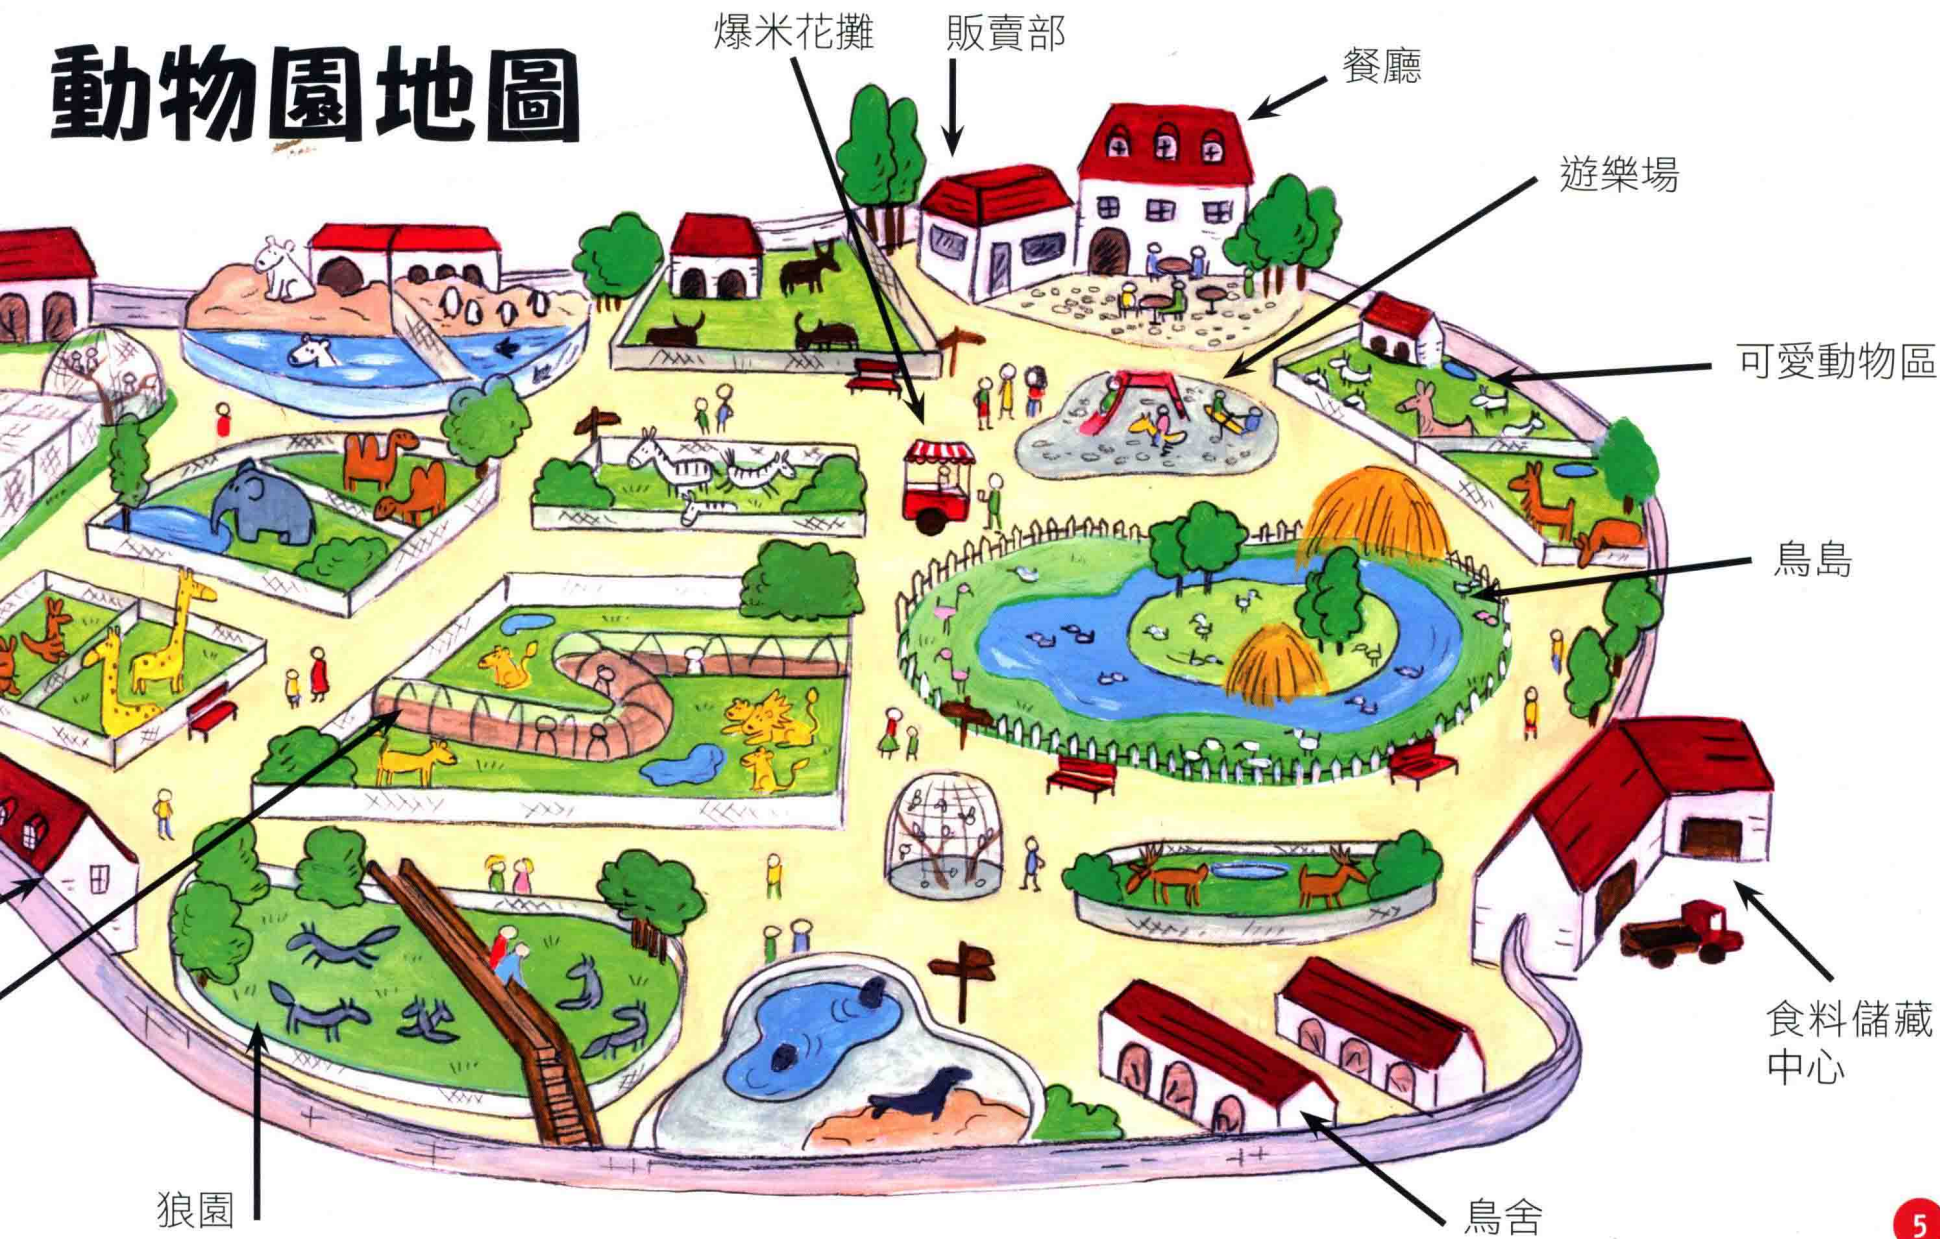 動物園地圖
爆米花攤
販賣部
餐廳
遊樂場
可愛動物區
鳥島
食料儲藏
中心
狼園
鳥舍
5